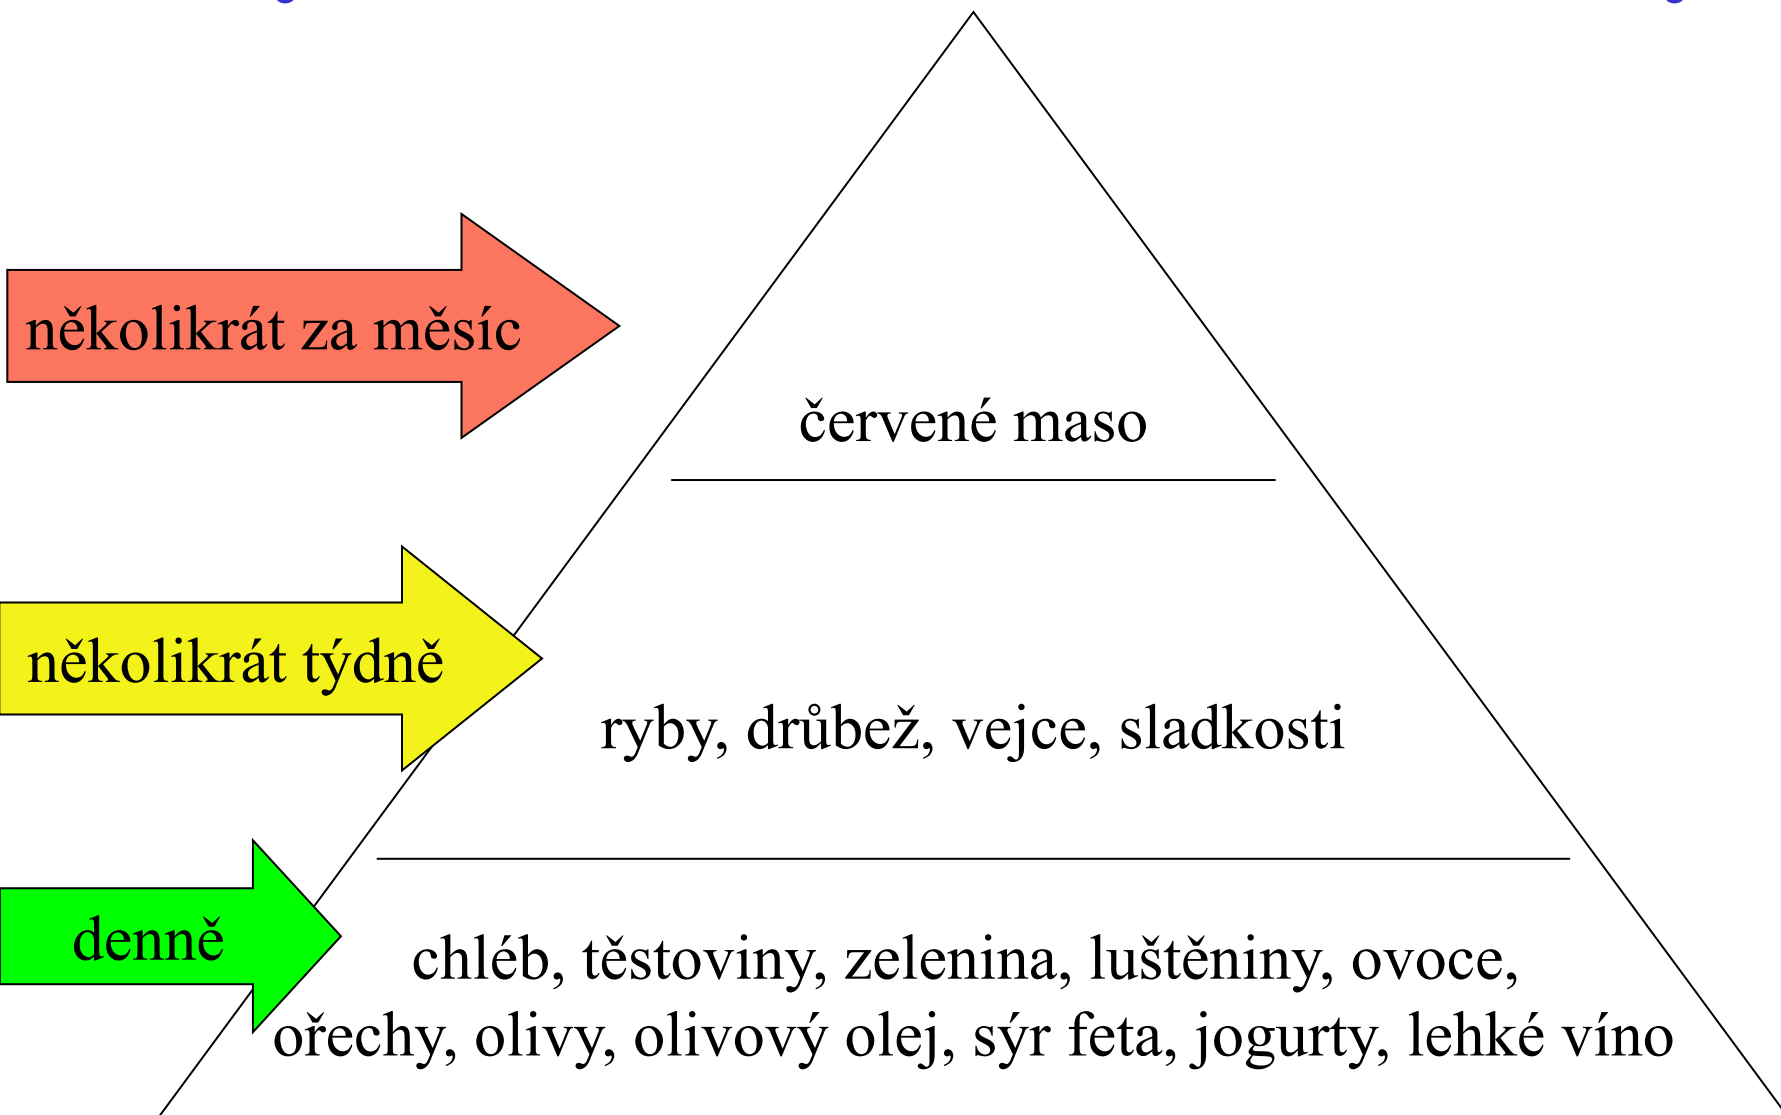 několikrát za měsíc
červené maso
několikrát týdně
ryby, drůbež, vejce, sladkosti
denně
chléb, těstoviny, zelenina, luštěniny, ovoce,
ořechy, olivy, olivový olej, sýr feta, jogurty, lehké víno